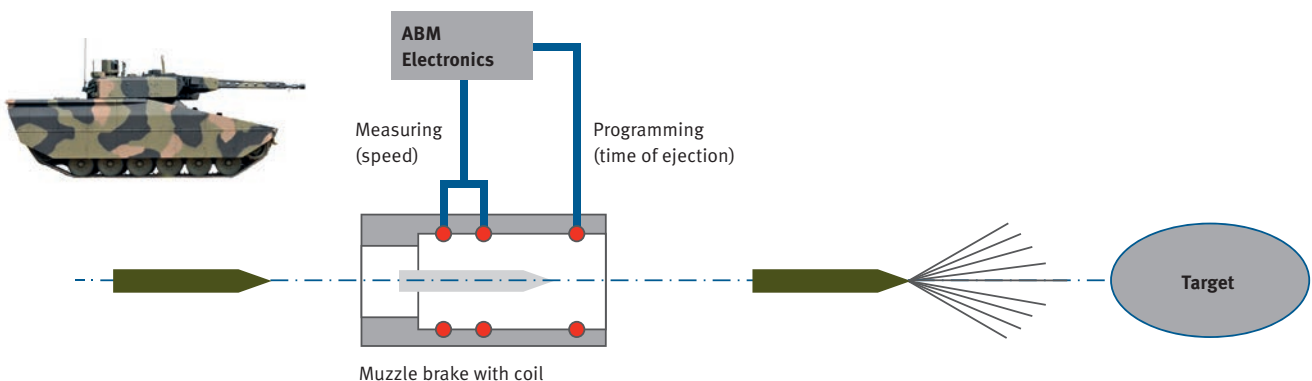 ABM
Electronics
Measuring
(speed)
Programming
(time of ejection)
Target
Muzzle brake with coil